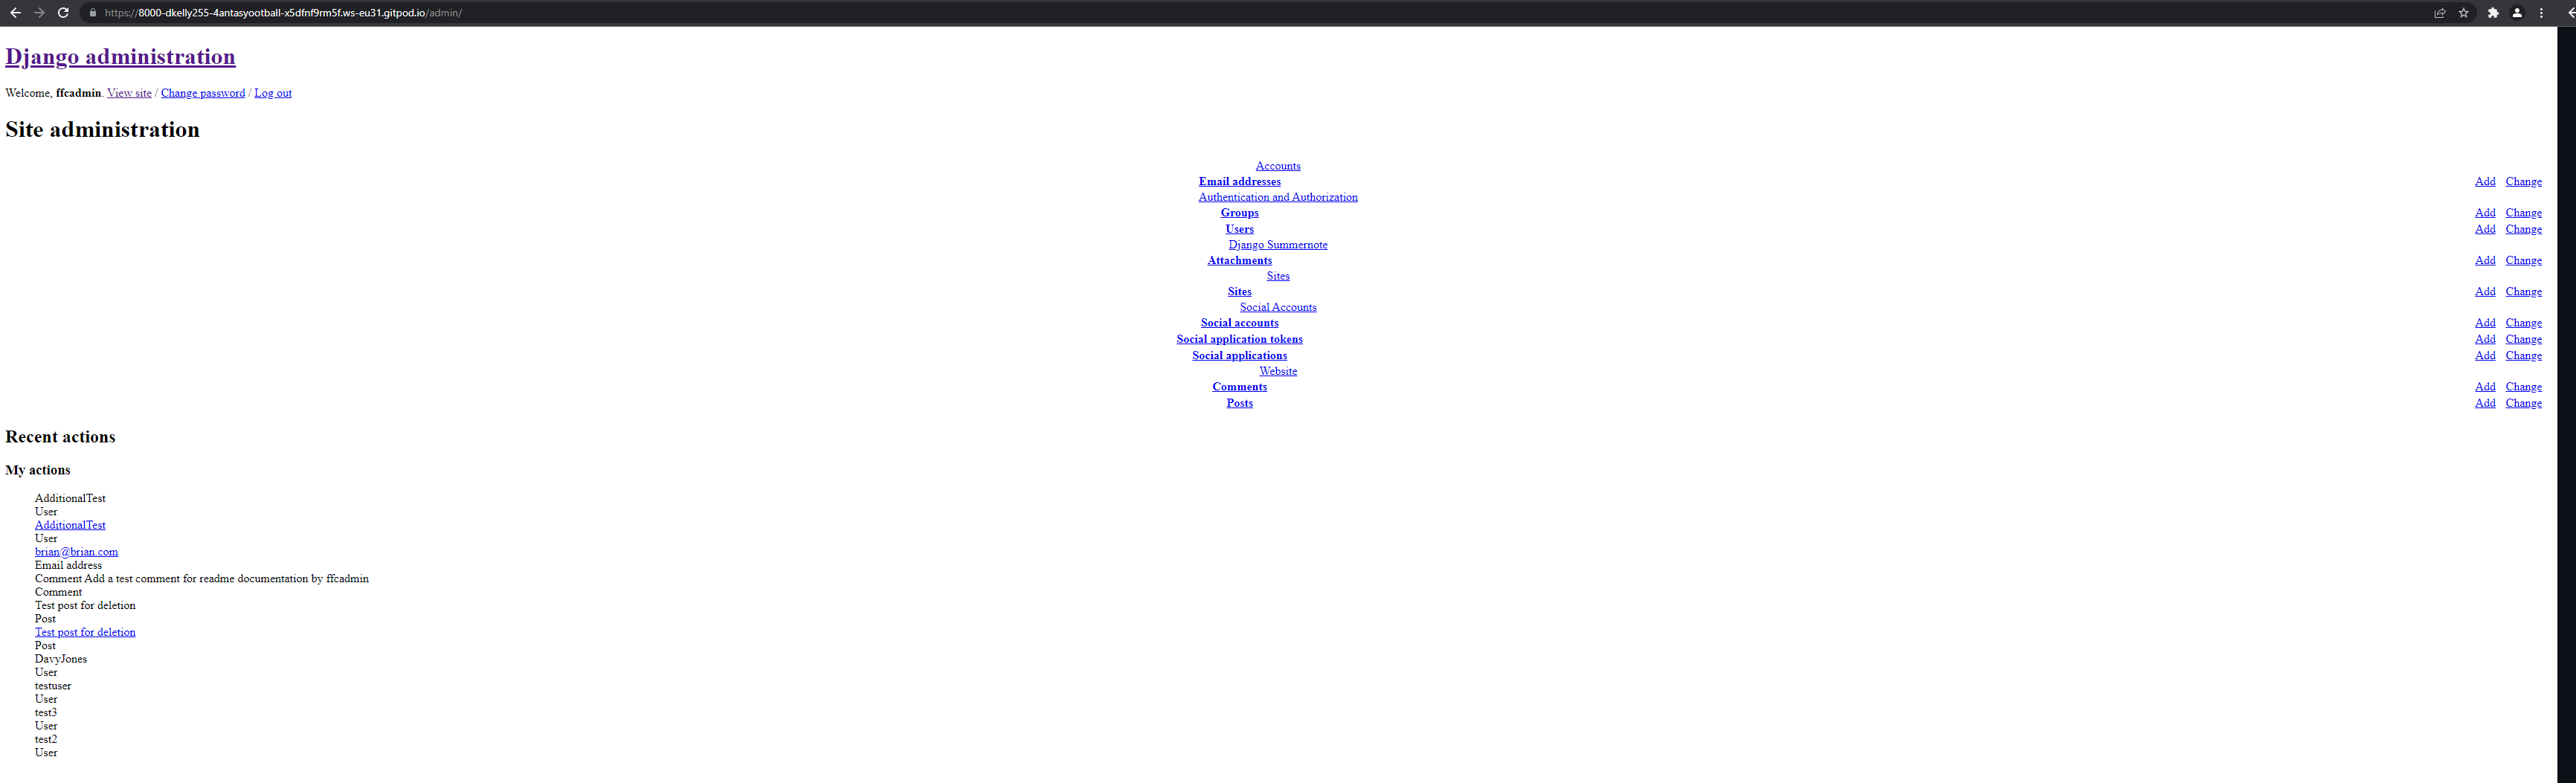 https://8000-dkelly255-4antasyootball-x5dfnf9rm5f.ws-eu31.gitpod.io/admin/
Django administration
Welcome, ffcadmin. View site / Change password / Log out
Site administration
Accounts
Email addresses Add Change
Authentication and Authorization
Groups Add Change
Users Add Change
Django Summernote
Attachments Add Change
Sites
Sites Add Change
Social Accounts
Social accounts Add Change
Social application tokens Add Change
Social applications Add Change
Website
Comments Add Change
Posts Add Change
Recent actions
My actions
AdditionalTest
User
AdditionalTest
User
brian@brian.com
Email address
Comment Add a test comment for readme documentation by ffcadmin
Comment
Test post for deletion
Post
Test post for deletion
Post
DavyJones
User
testuser
User
test3
User
test2
User